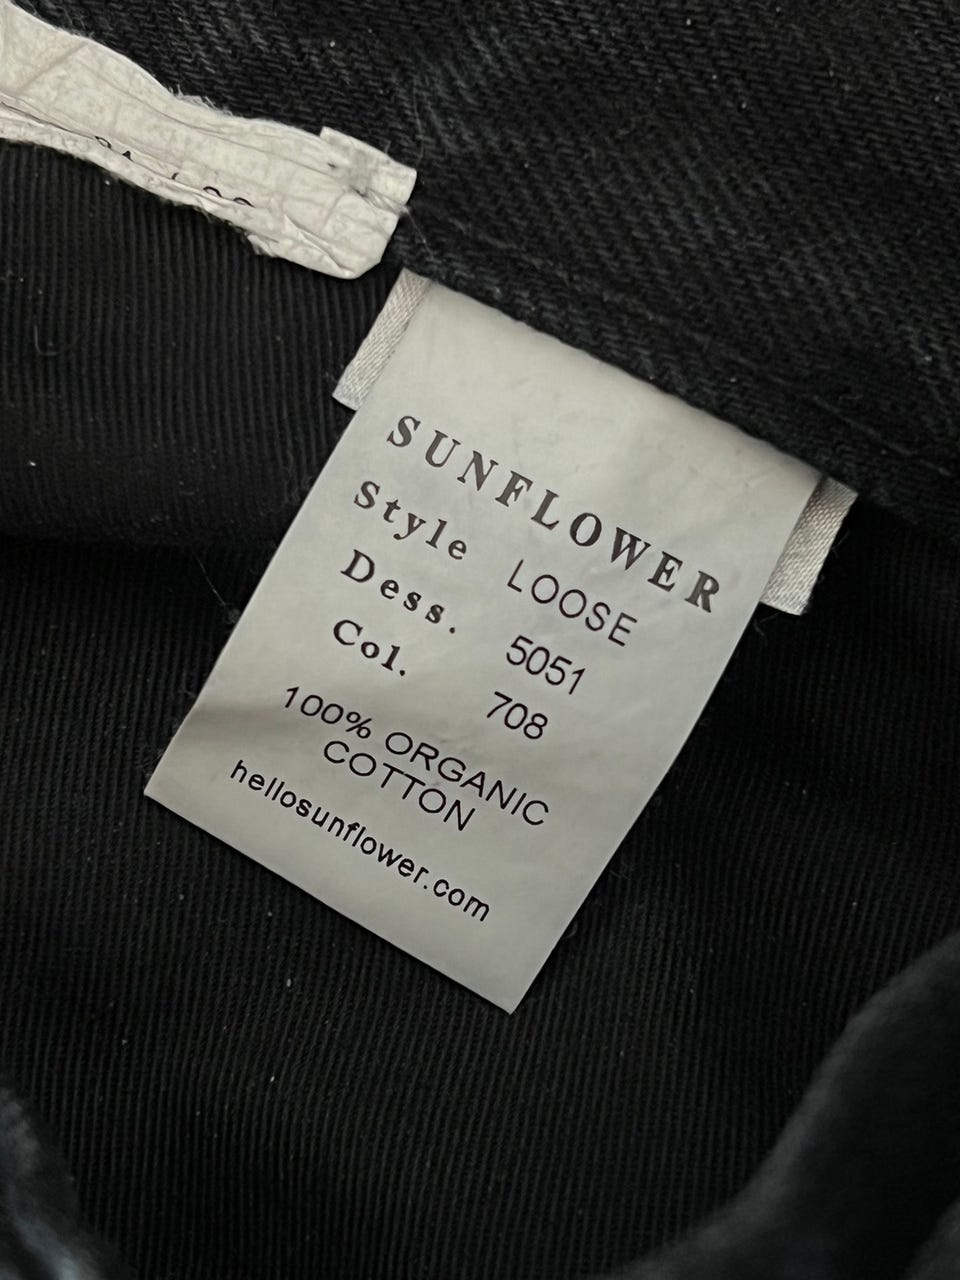 SUNFLOWER
Style LOOSE
Dess. 5051
Col. 708
100% ORGANIC
COTTON
hellosunflower.com